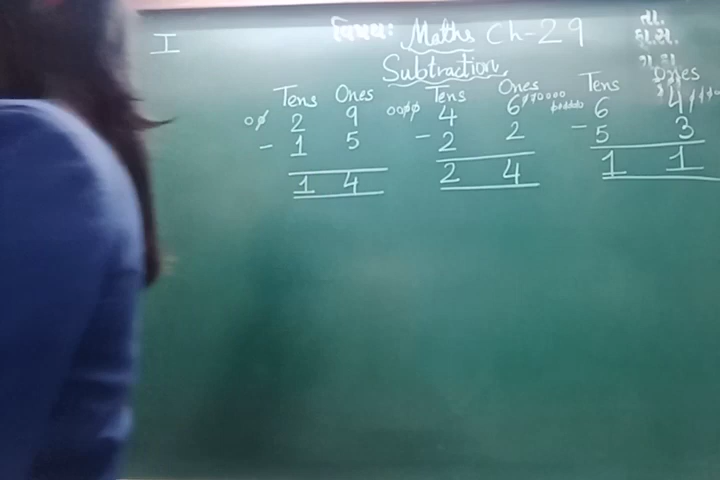 I
વિષય: Maths Ch-29
તા.
Subtraction
Tens Ones Tens Ones Tens Ones
2 9 4 6 6 4
- 1 5 - 2 2 - 5 3
1 4 2 4 1 1